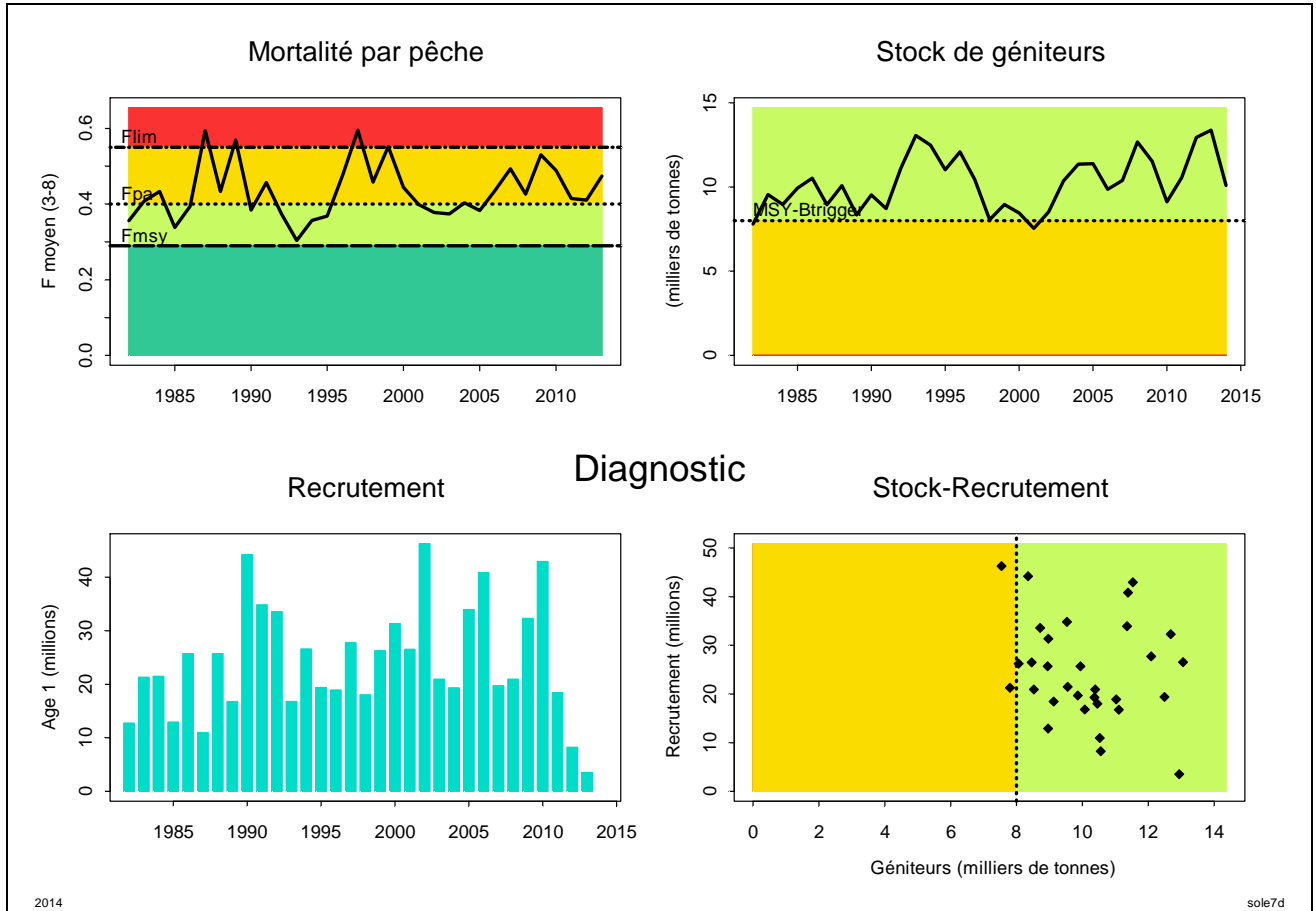 Mortalité par pêche
F moyen (3-8)
0.6
0.4
0.2
0.0
Flim
Fpa
Fmsy
1985 1990 1995 2000 2005 2010
Stock de géniteurs
(milliers de tonnes)
15
10
5
0
MSY-Btrigger
1985 1990 1995 2000 2005 2010 2015
Diagnostic
Recrutement
Age 1 (millions)
40
30
20
10
0
1985 1990 1995 2000 2005 2010 2015
Stock-Recrutement
Recrutement (millions)
50
40
30
20
10
0
0 2 4 6 8 10 12 14
Géniteurs (milliers de tonnes)
2014
sole7d